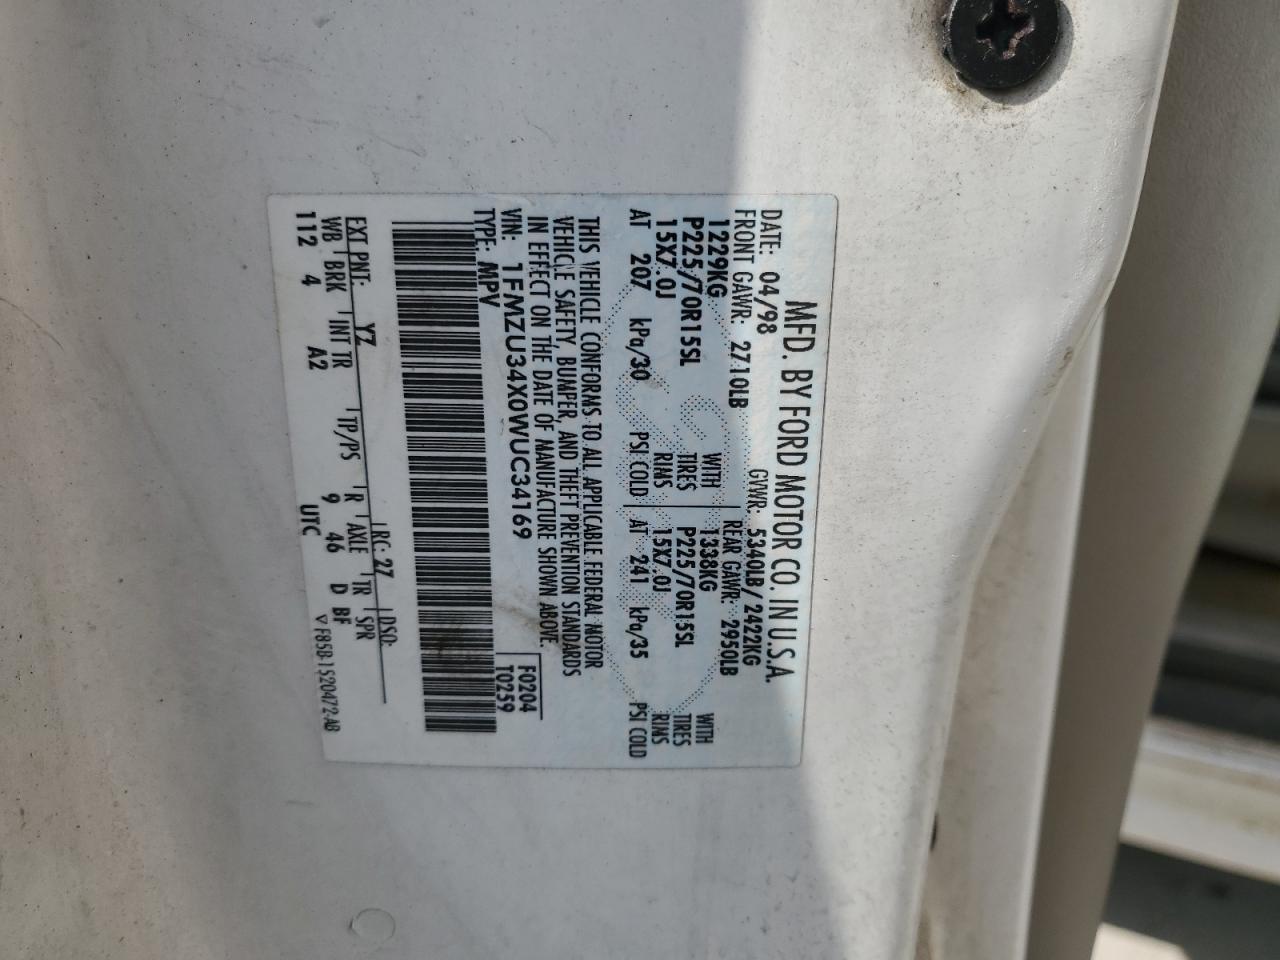 MFD. BY FORD MOTOR CO. IN U.S.A.
DATE: 04/98 GVWR: 5340LB/ 2422KG
FRONT GAWR: 2710LB REAR GAWR: 2950LB
1229KG WITH 1338KG WITH
P225/70R15SL TIRES P225/70R15SL TIRES
15X7.0J RIMS 15X7.0J RIMS
AT 207 kPa/30 PSI COLD AT 241 kPa/35 PSI COLD
THIS VEHICLE CONFORMS TO ALL APPLICABLE FEDERAL MOTOR
VEHICLE SAFETY, BUMPER, AND THEFT PREVENTION STANDARDS
IN EFFECT ON THE DATE OF MANUFACTURE SHOWN ABOVE.
VIN: 1FMZU34X0WUC34169 F0204
TYPE: MPV T0259
EXT PNT: YZ RC: 27 DSO:
WB BRK INT TR TP/PS R AXLE TR SPR
112 4 A2 9 46 D BF
UTC ▽ F85B-1520472-AB